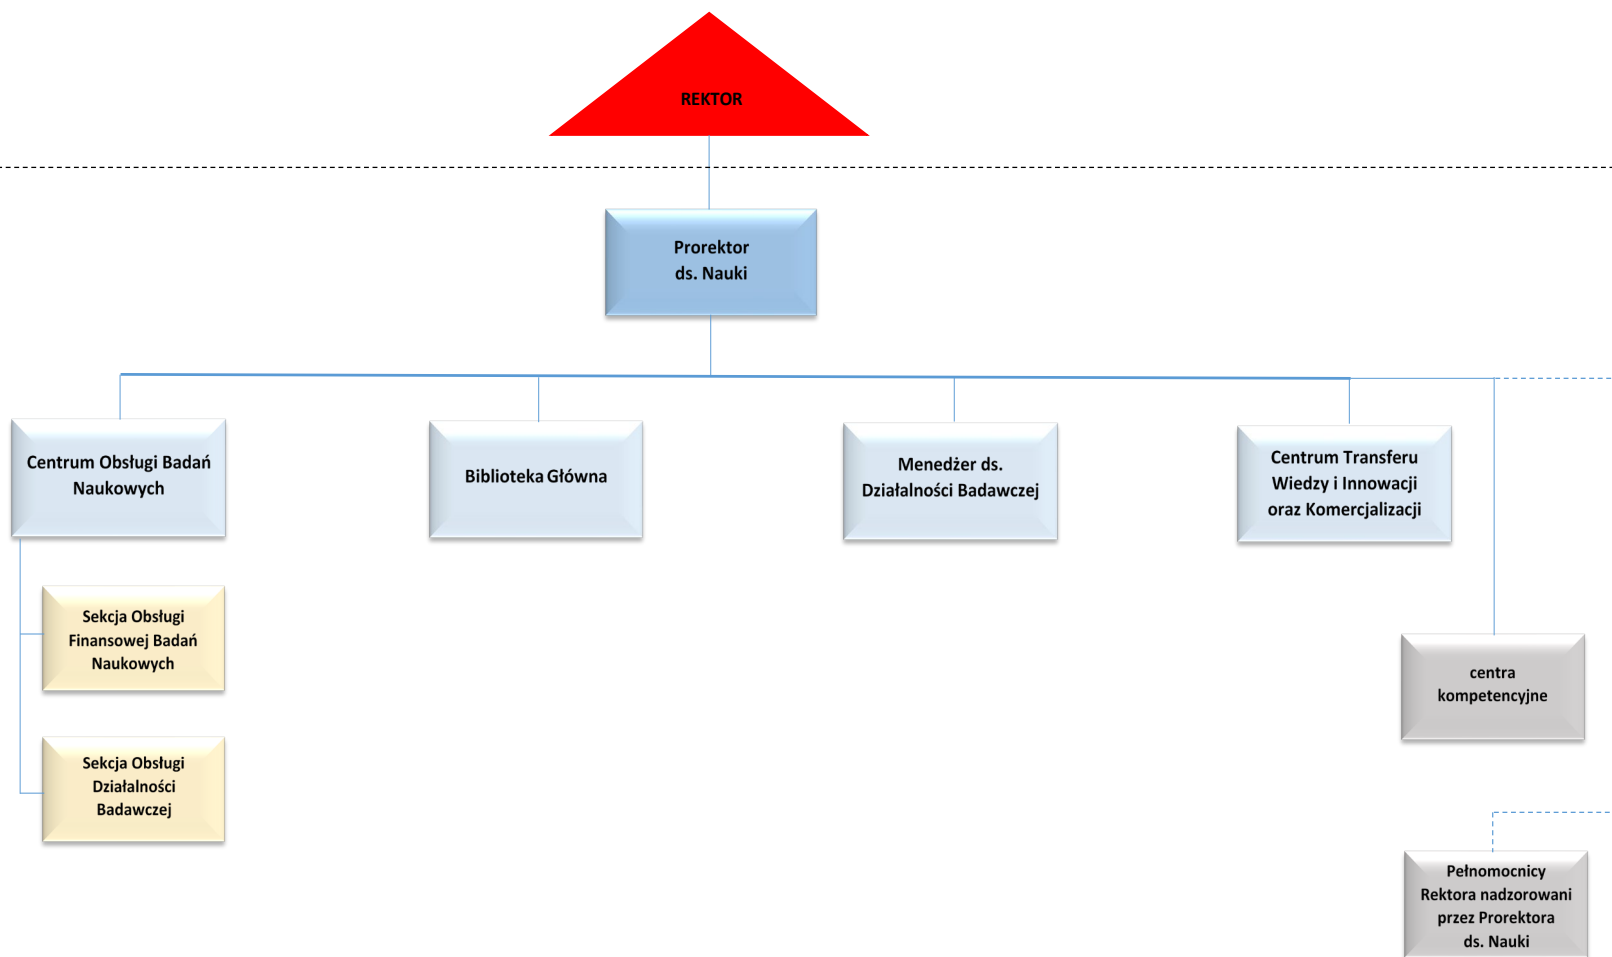 REKTOR
Prorektor
ds. Nauki
Centrum Obsługi Badań
Naukowych
Biblioteka Główna
Menedżer ds.
Działalności Badawczej
Centrum Transferu
Wiedzy i Innowacji
oraz Komercjalizacji
Sekcja Obsługi
Finansowej Badań
Naukowych
centra
kompetencyjne
Sekcja Obsługi
Działalności
Badawczej
Pełnomocnicy
Rektora nadzorowani
przez Prorektora
ds. Nauki